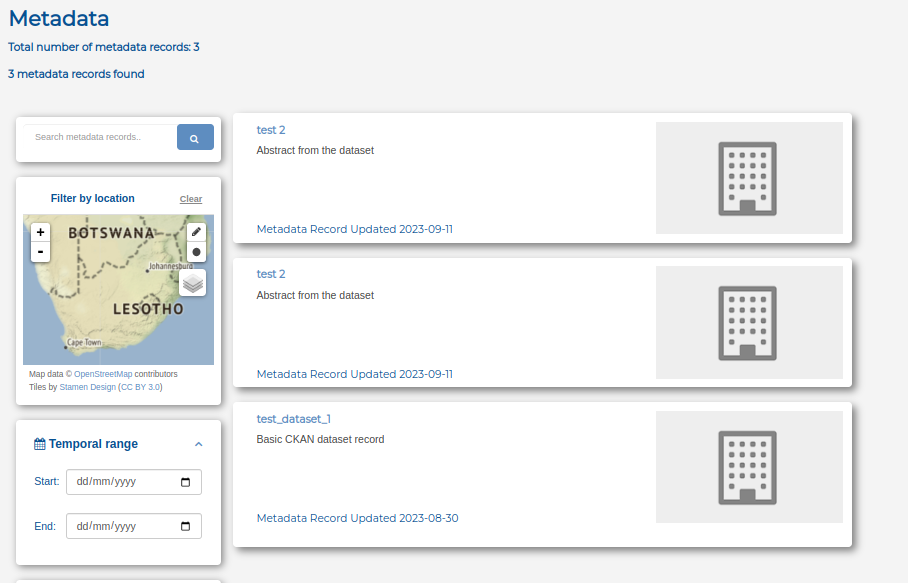 Metadata
Total number of metadata records: 3
3 metadata records found
Search metadata records..
Filter by location
Clear
+
-
BOTSWANA
Johannesburg
LESOTHO
Cape Town
Map data © OpenStreetMap contributors
Tiles by Stamen Design (CC BY 3.0)
Temporal range
Start:
dd/mm/yyyy
End:
dd/mm/yyyy
test 2
Abstract from the dataset
Metadata Record Updated 2023-09-11
test 2
Abstract from the dataset
Metadata Record Updated 2023-09-11
test_dataset_1
Basic CKAN dataset record
Metadata Record Updated 2023-08-30